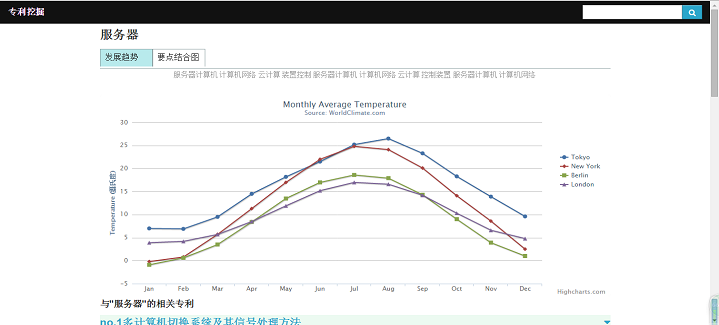 专利挖掘
服务器
发展趋势 要点结合图
服务器计算机 计算机网络 云计算 装置控制 服务器计算机 计算机网络 云计算 控制装置 服务器 计算机 计算机网络
Monthly Average Temperature
Source: WorldClimate.com
30
25
20
15
10
5
0
-5
Temperature
Jan Feb Mar Apr May Jun Jul Aug Sep Oct Nov Dec
Tokyo
New York
Berlin
London
Highcharts.com
与"服务器"的相关专利
no.1多计算机切换系统及其信号处理方法